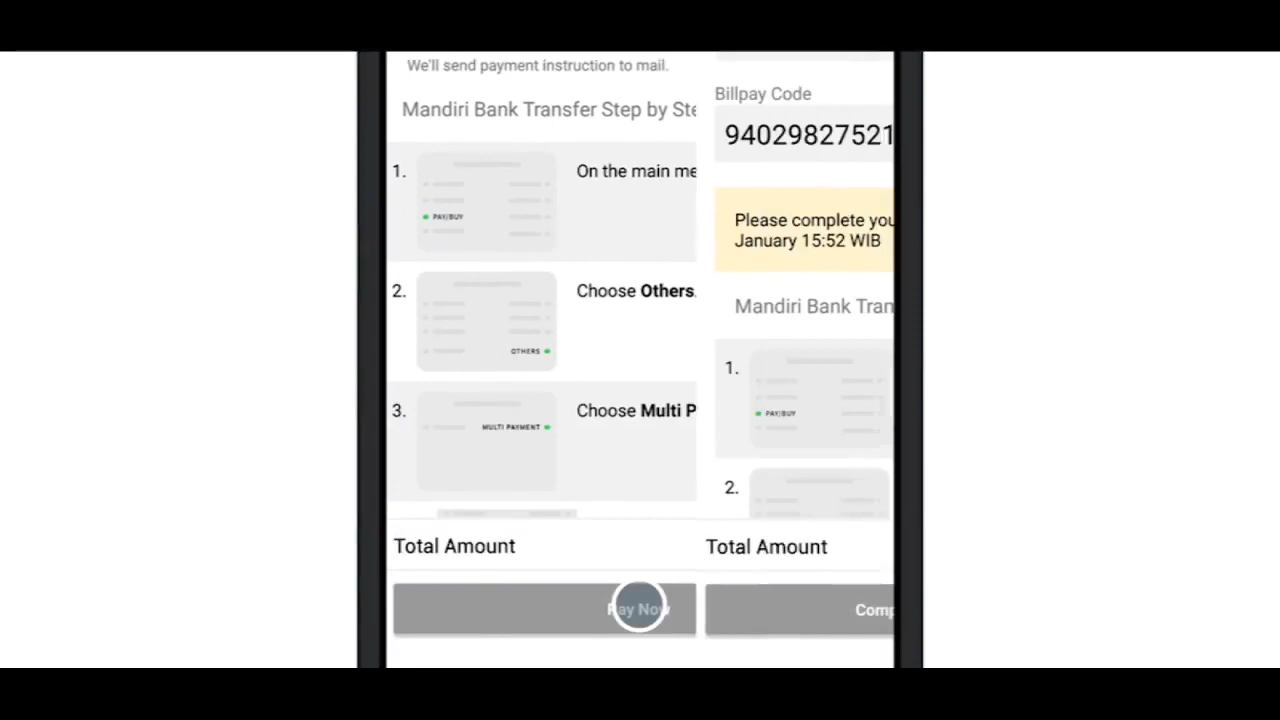 We'll send payment instruction to mail.
Mandiri Bank Transfer Step by Ste
1.
PAY/BUY
On the main me
2.
OTHERS
Choose Others.
3.
MULTI PAYMENT
Choose Multi P
Total Amount
Pay Now
Billpay Code
94029827521
Please complete you
January 15:52 WIB
Mandiri Bank Tran
1.
PAY/BUY
2.
Total Amount
Comp